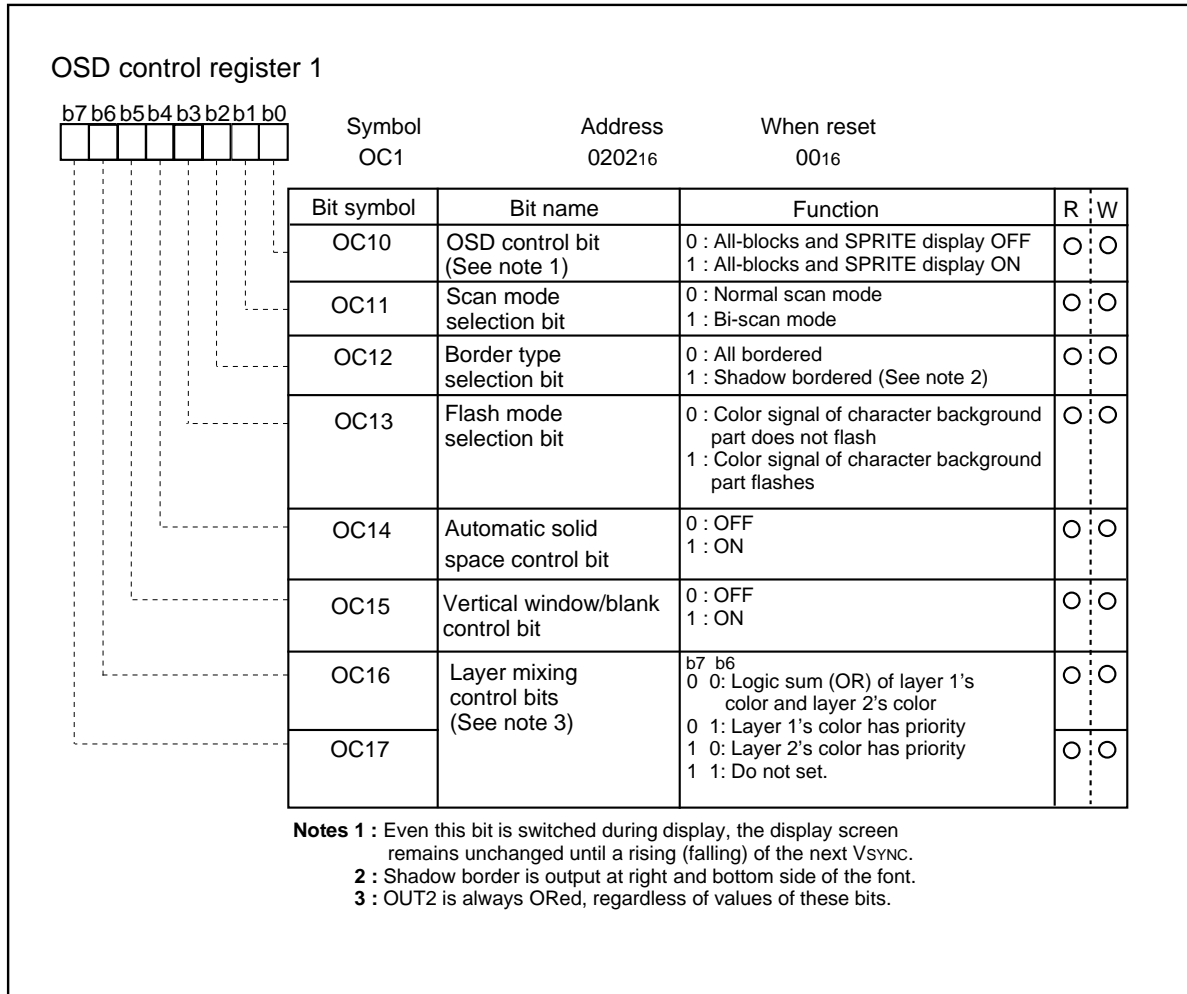 OSD control register 1
b7 b6 b5 b4 b3 b2 b1 b0
Symbol Address When reset
OC1 020216 0016
Bit symbol Bit name Function R W
OC10 OSD control bit (See note 1) 0 : All-blocks and SPRITE display OFF
1 : All-blocks and SPRITE display ON
OC11 Scan mode selection bit 0 : Normal scan mode
1 : Bi-scan mode
OC12 Border type selection bit 0 : All bordered
1 : Shadow bordered (See note 2)
OC13 Flash mode selection bit 0 : Color signal of character background
part does not flash
1 : Color signal of character background
part flashes
OC14 Automatic solid space control bit 0 : OFF
1 : ON
OC15 Vertical window/blank control bit 0 : OFF
1 : ON
OC16 Layer mixing control bits (See note 3) b7 b6
0 0: Logic sum (OR) of layer 1’s
color and layer 2’s color
0 1: Layer 1’s color has priority
OC17 1 0: Layer 2’s color has priority
1 1: Do not set.
Notes 1 : Even this bit is switched during display, the display screen
remains unchanged until a rising (falling) of the next VSYNC.
2 : Shadow border is output at right and bottom side of the font.
3 : OUT2 is always ORed, regardless of values of these bits.